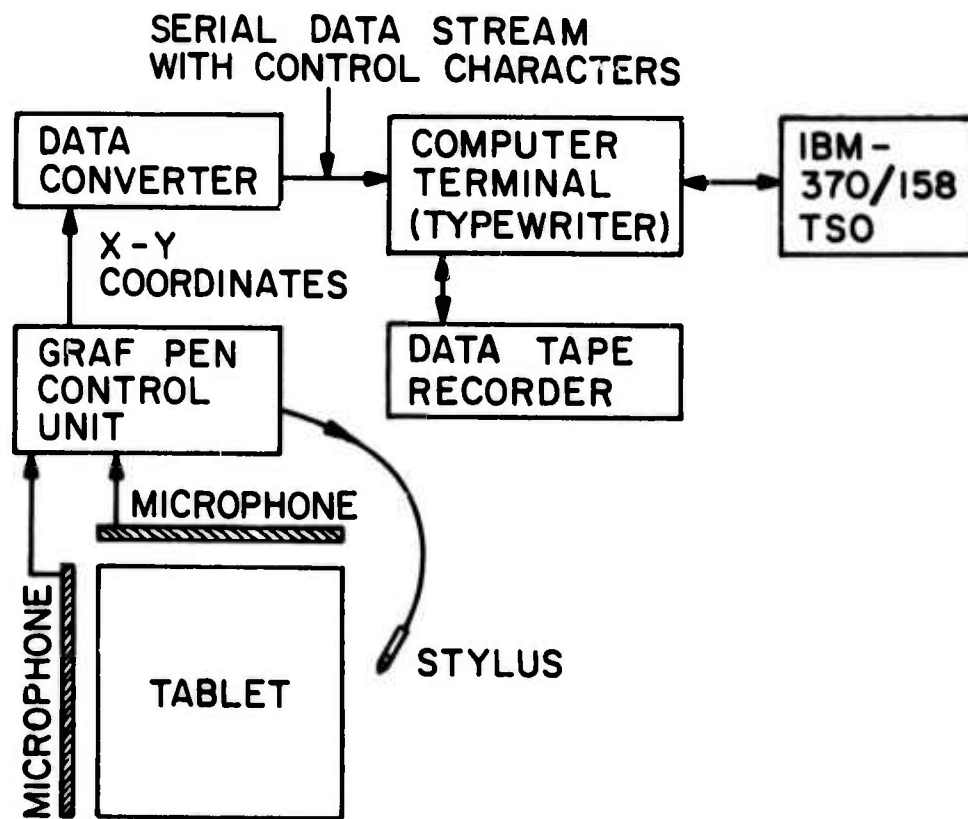 SERIAL DATA STREAM
WITH CONTROL CHARACTERS
DATA
CONVERTER
COMPUTER
TERMINAL
(TYPEWRITER)
IBM-
370/158
TSO
X-Y
COORDINATES
GRAF PEN
CONTROL
UNIT
DATA TAPE
RECORDER
MICROPHONE
MICROPHONE
TABLET
STYLUS